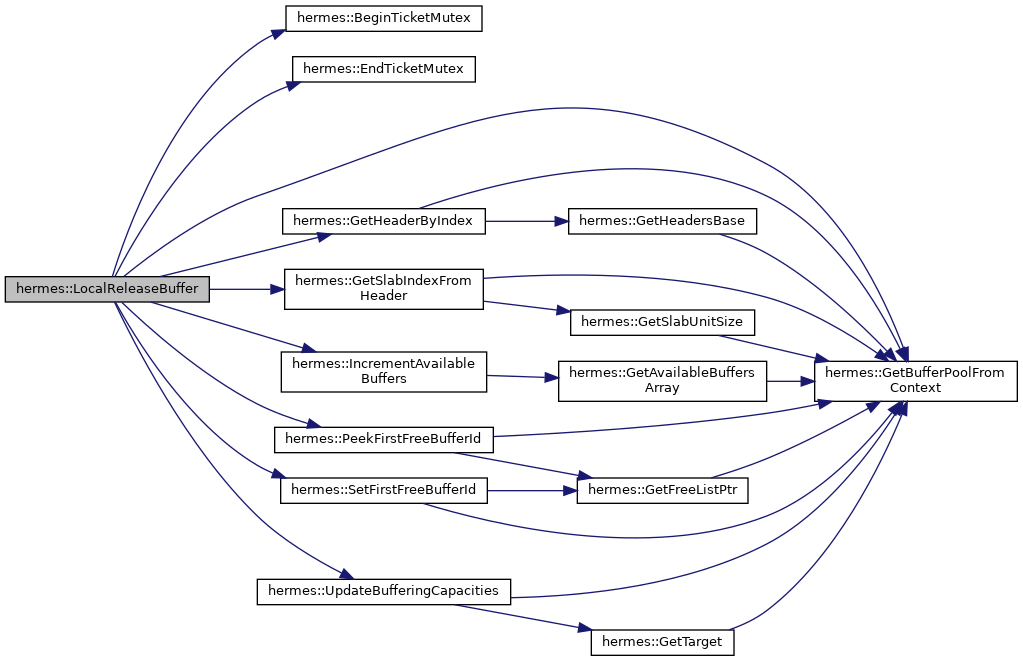 hermes::BeginTicketMutex
hermes::EndTicketMutex
hermes::GetHeaderByIndex
hermes::GetHeadersBase
hermes::LocalReleaseBuffer
hermes::GetSlabIndexFrom
Header
hermes::GetSlabUnitSize
hermes::IncrementAvailable
Buffers
hermes::GetAvailableBuffers
Array
hermes::GetBufferPoolFrom
Context
hermes::PeekFirstFreeBufferId
hermes::SetFirstFreeBufferId
hermes::GetFreeListPtr
hermes::UpdateBufferingCapacities
hermes::GetTarget